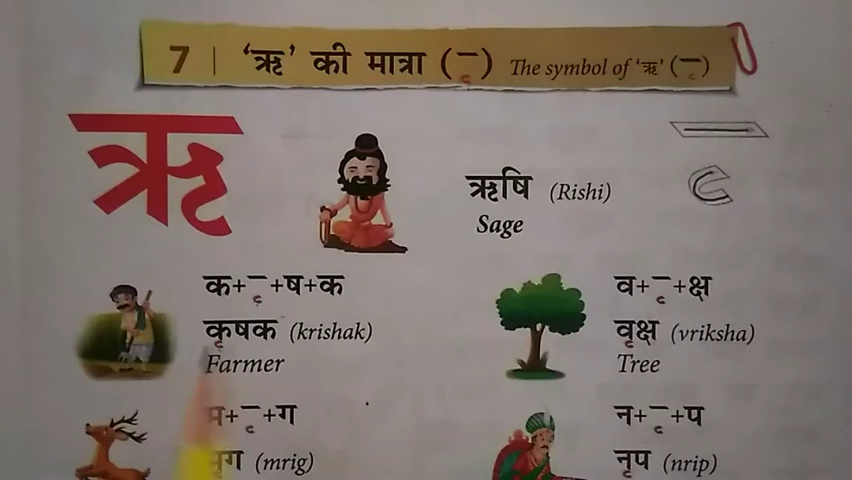 7 | 'ऋ' की मात्रा (‾ृ) The symbol of 'ऋ' (‾ृ)
ऋ
ऋषि (Rishi)
Sage
क+‾ृ+ष+क
कृषक (krishak)
Farmer
व+‾ृ+क्ष
वृक्ष (vriksha)
Tree
म+‾ृ+ग
मृग (mrig)
न+‾ृ+प
नृप (nrip)